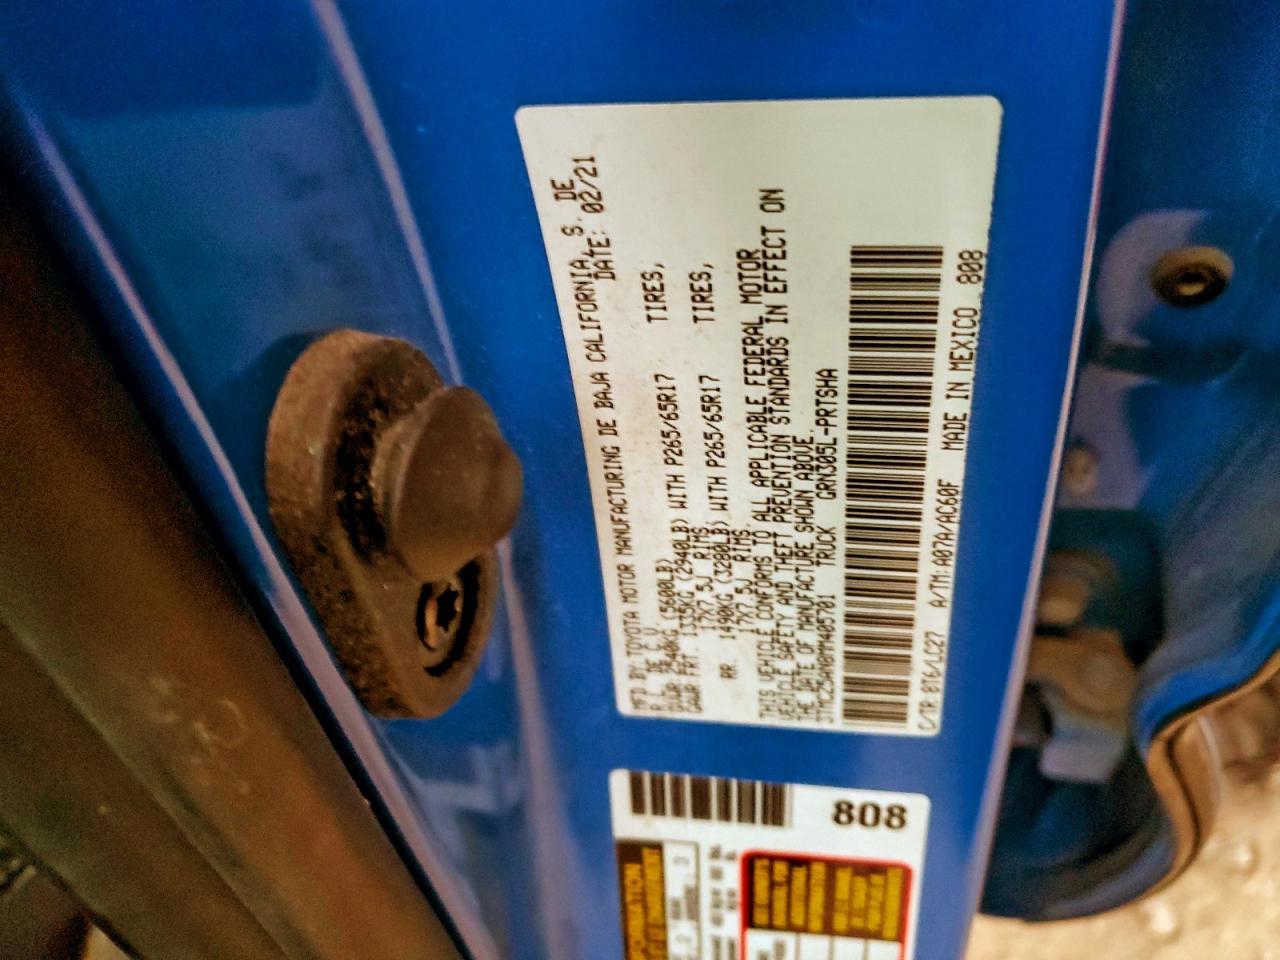 MFD BY: TOYOTA MOTOR MANUFACTURING DE BAJA CALIFORNIA, S. DE
R.L. DE C.V. DATE: 02/21
GVWR 2540KG (5600LB)
GAWR FRT. 1335KG (2940LB) WITH P265/65R17 TIRES,
17X7.5J RIMS
RR. 1490KG (3280LB) WITH P265/65R17 TIRES,
17X7.5J RIMS.
THIS VEHICLE CONFORMS TO ALL APPLICABLE FEDERAL MOTOR
VEHICLE SAFETY AND THEFT PREVENTION STANDARDS IN EFFECT ON
THE DATE OF MANUFACTURE SHOWN ABOVE.
3TMCZ5AN0MM405701 TRUCK GRN305L-PRTSHA
C/TR:8T6/LC27 A/TM:A07A/AC60F MADE IN MEXICO 808
808